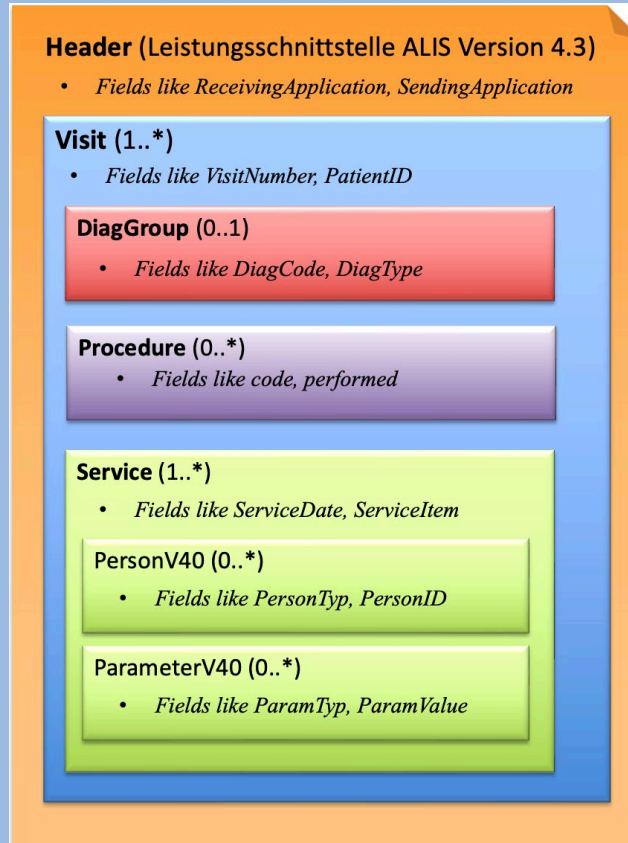 Header (Leistungsschnittstelle ALIS Version 4.3)
• Fields like ReceivingApplication, SendingApplication
Visit (1..*)
• Fields like VisitNumber, PatientID
DiagGroup (0..1)
• Fields like DiagCode, DiagType
Procedure (0..*)
• Fields like code, performed
Service (1..*)
• Fields like ServiceDate, ServiceItem
PersonV40 (0..*)
• Fields like PersonTyp, PersonID
ParameterV40 (0..*)
• Fields like ParamTyp, ParamValue